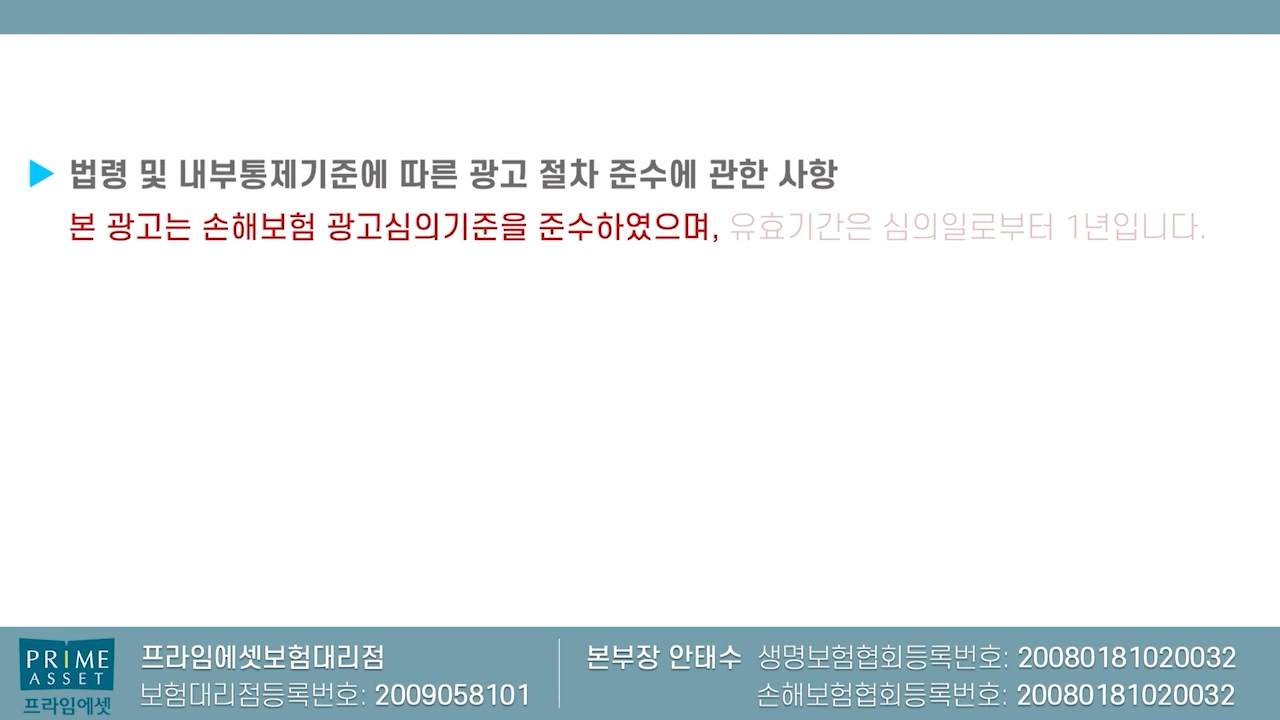 ▶ 법령 및 내부통제기준에 따른 광고 절차 준수에 관한 사항
본 광고는 손해보험 광고심의기준을 준수하였으며, 유효기간은 심의일로부터 1년입니다.
PRIME
ASSET
프라임에셋
프라임에셋보험대리점
보험대리점등록번호: 2009058101
본부장 안태수 생명보험협회등록번호: 20080181020032
손해보험협회등록번호: 20080181020032